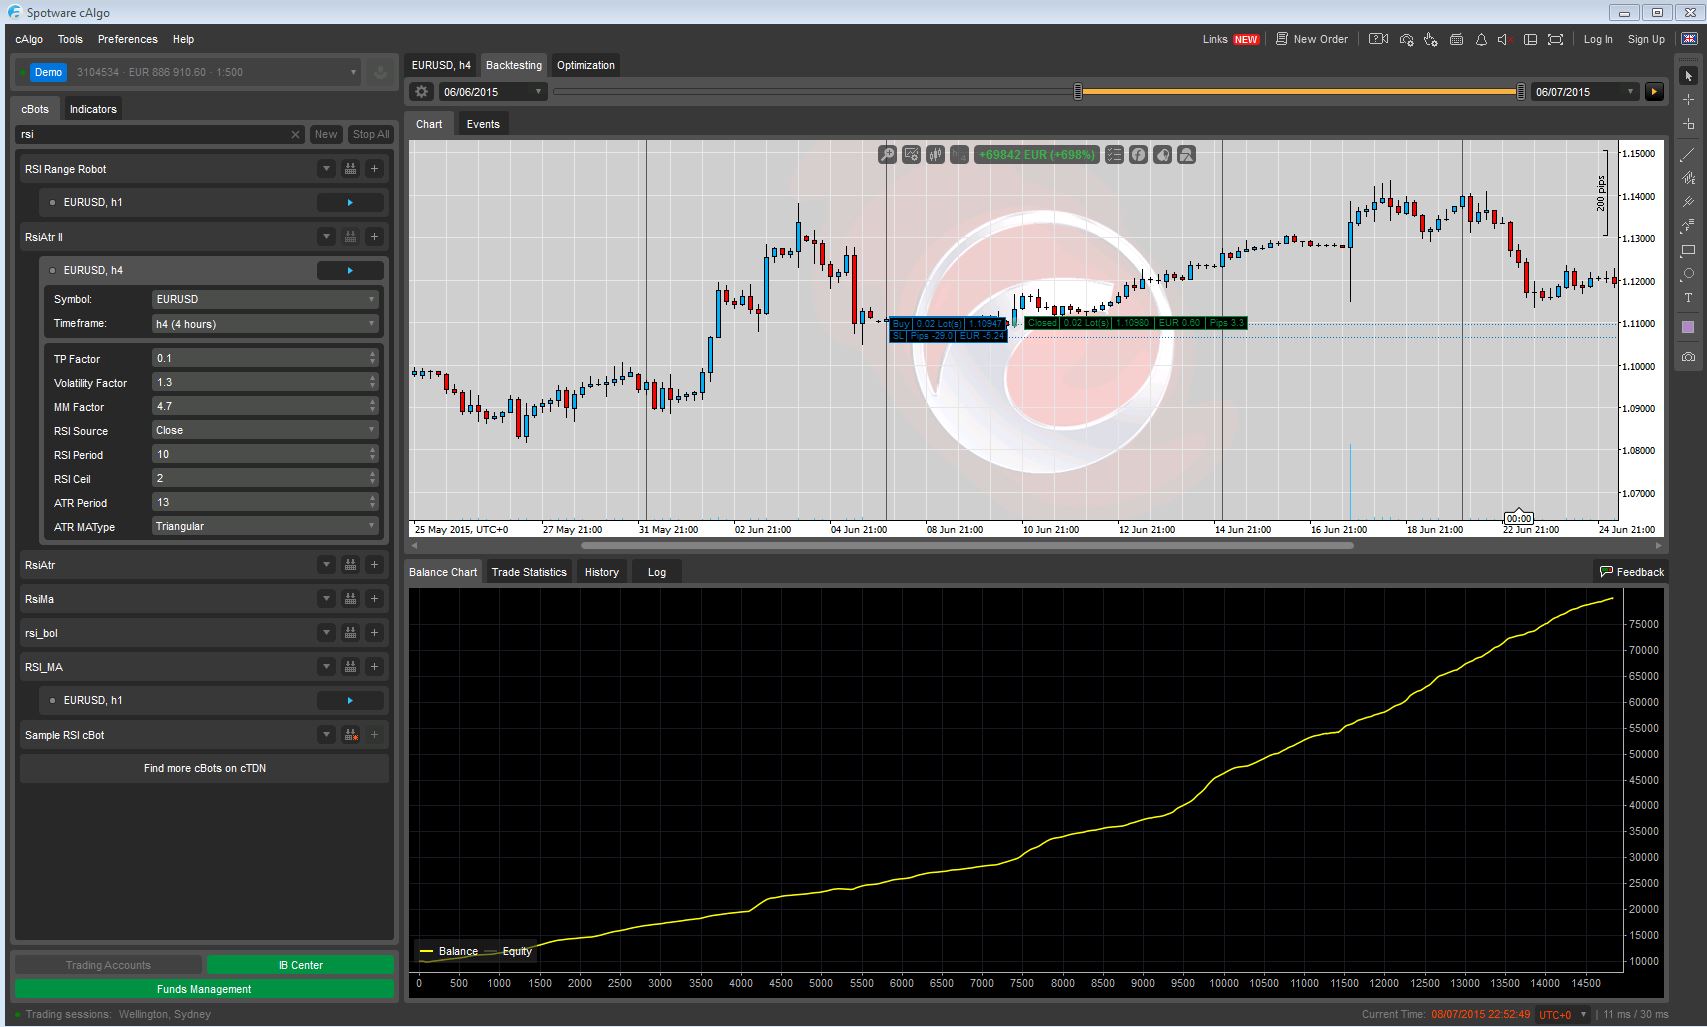 Spotware cAlgo
cAlgo Tools Preferences Help
Links NEW New Order Log In Sign Up
Demo 3104534 · EUR 886 910.60 · 1:500
EURUSD, h4 Backtesting Optimization
06/06/2015 06/07/2015
cBots Indicators
Chart Events
rsi New Stop All
RSI Range Robot
EURUSD, h1
RsiAtr II
EURUSD, h4
Symbol: EURUSD
Timeframe: h4 (4 hours)
TP Factor 0.1
Volatility Factor 1.3
MM Factor 4.7
RSI Source Close
RSI Period 10
RSI Ceil 2
ATR Period 13
ATR MAType Triangular
RsiAtr
RsiMa
rsi_bol
RSI_MA
EURUSD, h1
Sample RSI cBot
Find more cBots on cTDN
Trading Accounts IB Center
Funds Management
h4 +69842 EUR (+698%)
200 pips
1.15000
1.14000
1.13000
1.12000
1.11000
1.10000
1.09000
1.08000
1.07000
Buy 0.02 Lot(s) 1.10947 Closed 0.02 Lot(s) 1.10980 EUR 0.60 Pips 3.3
SL Pips -29.0 EUR -5.24
00:00
25 May 2015, UTC+0 27 May 21:00 31 May 21:00 02 Jun 21:00 04 Jun 21:00 08 Jun 21:00 10 Jun 21:00 12 Jun 21:00 14 Jun 21:00 16 Jun 21:00 18 Jun 21:00 22 Jun 21:00 24 Jun 21:00
Balance Chart Trade Statistics History Log Feedback
75000
70000
65000
60000
55000
50000
45000
40000
35000
30000
25000
20000
15000
10000
Balance Equity
0 500 1000 1500 2000 2500 3000 3500 4000 4500 5000 5500 6000 6500 7000 7500 8000 8500 9000 9500 10000 10500 11000 11500 12000 12500 13000 13500 14000 14500
Trading sessions: Wellington, Sydney Current Time: 08/07/2015 22:52:49 UTC+0 | 11 ms / 30 ms